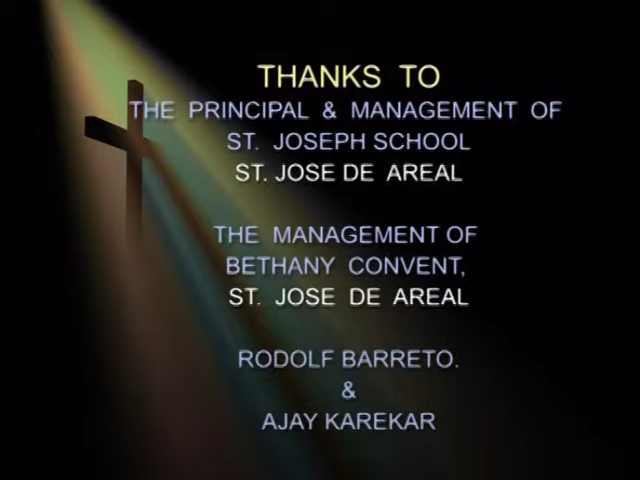 THANKS TO
THE PRINCIPAL & MANAGEMENT OF
ST. JOSEPH SCHOOL
ST. JOSE DE AREAL
THE MANAGEMENT OF
BETHANY CONVENT,
ST. JOSE DE AREAL
RODOLF BARRETO.
&
AJAY KAREKAR